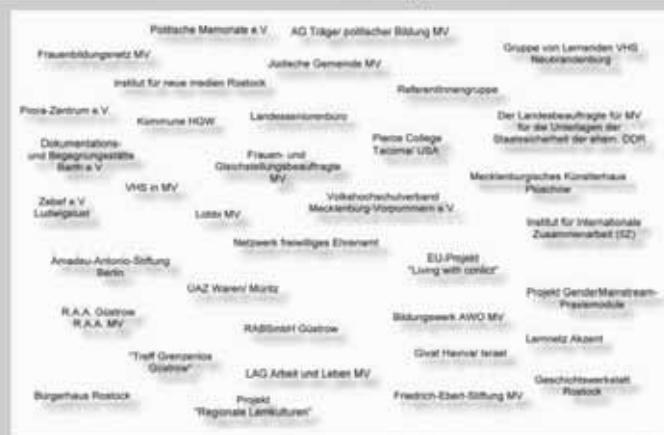 Politische Memoriale e.V.
AG Träger politischer Bildung MV
Frauenbildungsnetz MV
Jüdische Gemeinde MV
Gruppe von Lernenden VHS
Neubrandenburg
Institut für neue medien Rostock
ReferentInnengruppe
Kommune HGW
Landesseniorenbüro
Pierce College
Tacoma/ USA
Der Landesbeauftragte für MV
für die Unterlagen der
Staatssicherheit der ehem. DDR
Dokumentations-
und Begegnungsstätte
Barth e.V.
Frauen- und
Gleichstellungsbeauftragte
MV
Mecklenburgisches Künstlerhaus
Plüschow
VHS in MV
Zebef e.V.
Ludwigslust
Lobbi MV
Volkshochschulverband
Mecklenburg-Vorpommern e.V.
Institut für Internationale
Zusammenarbeit (IIZ)
Netzwerk freiwilliges Ehrenamt
Amadeu-Antonio-Stiftung
Berlin
EU-Projekt
"Living with conflict"
ÜAZ Waren/ Müritz
Projekt GenderMainstream-
Praxismodule
R.A.A. Güstrow
R.A.A. MV
RABSmbH Güstrow
Bildungswerk AWO MV
Lernnetz Akzent
"Treff Grenzenlos
Güstrow"
Givat Haviva/ Israel
LAG Arbeit und Leben MV
Geschichtswerkstatt
Rostock
Bürgerhaus Rostock
Projekt
"Regionale Lernkulturen"
Friedrich-Ebert-Stiftung MV